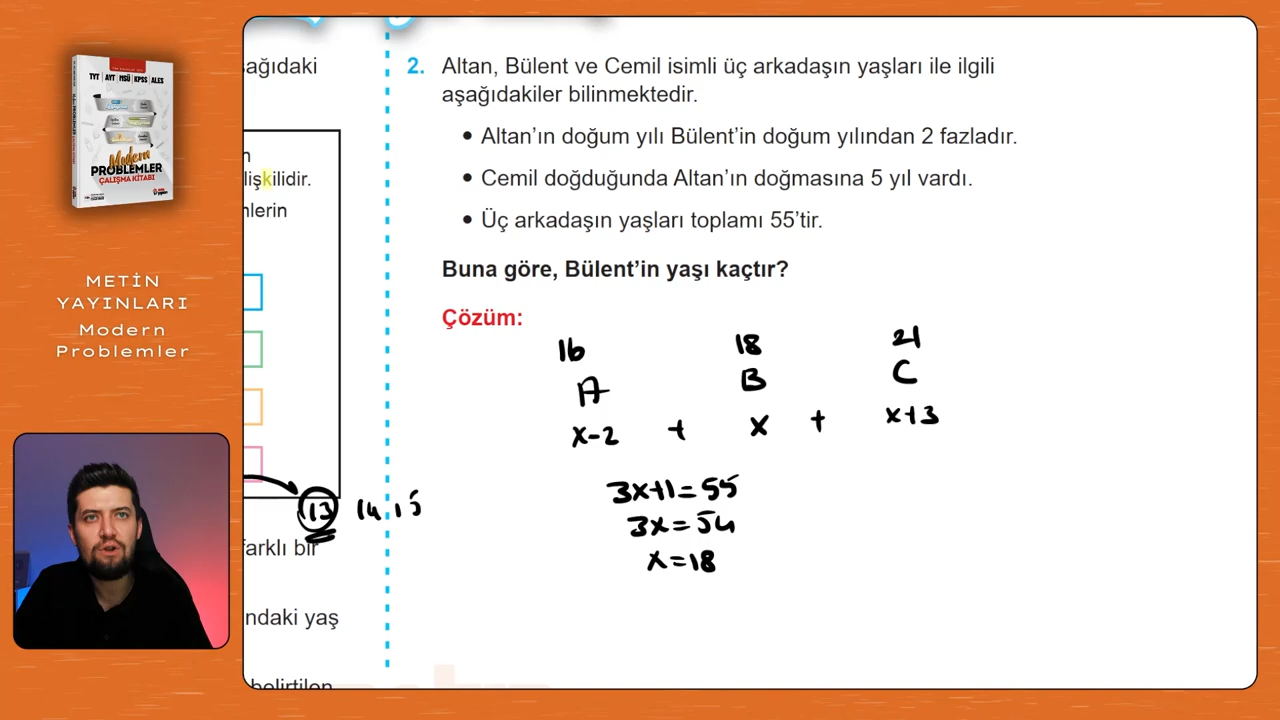 TYT | AYT | MSÜ | KPSS | ALES
Modern
PROBLEMLER
ÇALIŞMA KİTABI
METİN
YAYINLARI
Modern
Problemler
şağıdaki
n
lişkilidir.
nlerin
13 14 15
farklı bir
ndaki yaş
belirtilen
2. Altan, Bülent ve Cemil isimli üç arkadaşın yaşları ile ilgili
aşağıdakiler bilinmektedir.
• Altan’ın doğum yılı Bülent’in doğum yılından 2 fazladır.
• Cemil doğduğunda Altan’ın doğmasına 5 yıl vardı.
• Üç arkadaşın yaşları toplamı 55’tir.
Buna göre, Bülent’in yaşı kaçtır?
Çözüm:
16 18 21
A B C
x-2 + x + x+3
3x+1=55
3x=54
x=18